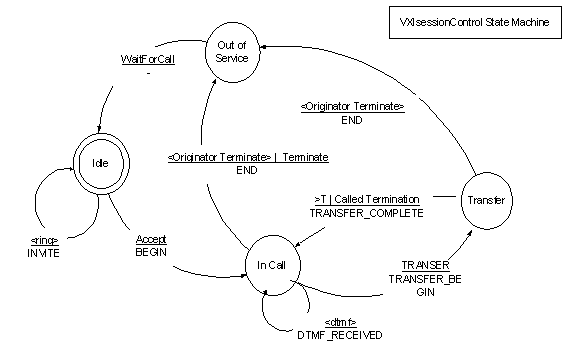 VXIsessionControl State Machine
Out of
Service
WaitForCall
-
<Originator Terminate>
END
<Originator Terminate> | Terminate
END
Idle
>T | Called Termination
TRANSFER_COMPLETE
Transfer
<ring>
INVITE
Accept
BEGIN
In Call
TRANSER
TRANSFER_BE
GIN
<dtmf>
DTMF_RECEIVED